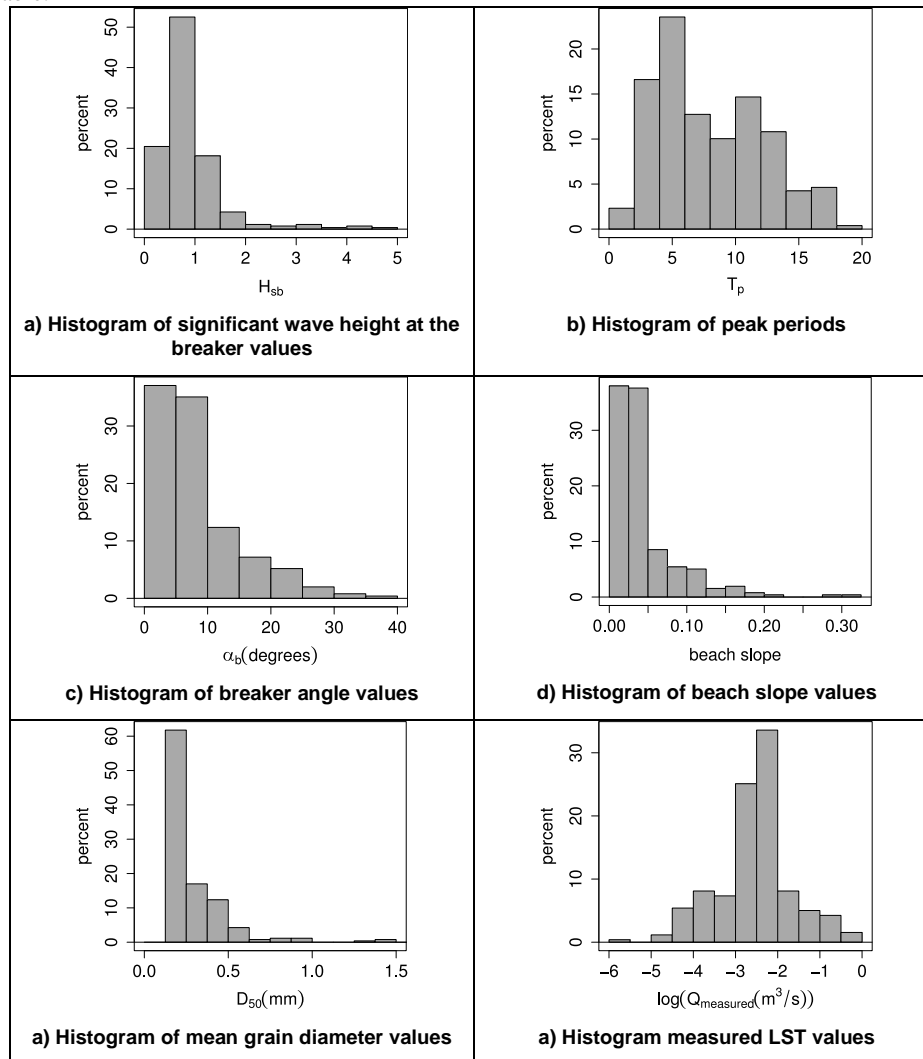 percent
50
40
30
20
10
0
0 1 2 3 4 5
H_sb
a) Histogram of significant wave height at the
breaker values
percent
20
15
10
5
0
0 5 10 15 20
T_p
b) Histogram of peak periods
percent
30
20
10
0
0 10 20 30 40
α_b(degrees)
c) Histogram of breaker angle values
percent
30
20
10
0
0.00 0.10 0.20 0.30
beach slope
d) Histogram of beach slope values
percent
60
50
40
30
20
10
0
0.0 0.5 1.0 1.5
D_50(mm)
a) Histogram of mean grain diameter values
percent
30
20
10
0
−6 −5 −4 −3 −2 −1 0
log(Q_measured(m³/s))
a) Histogram measured LST values